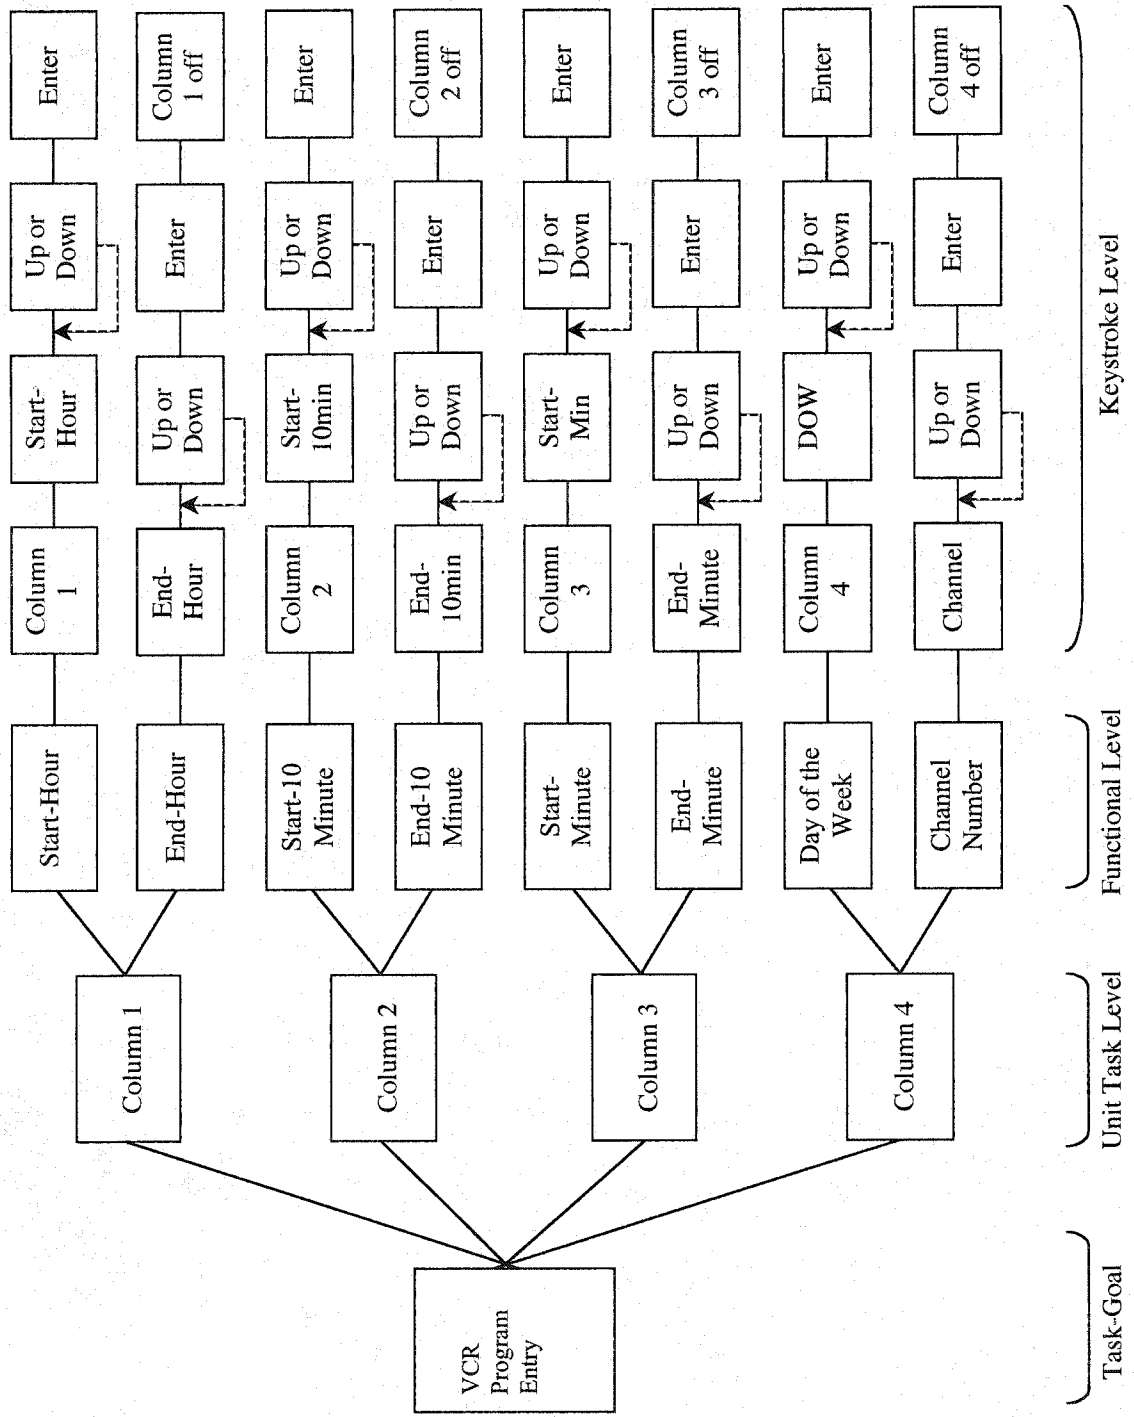 VCR
Program
Entry
Column 1
Column 2
Column 3
Column 4
Start-Hour
End-Hour
Start-10
Minute
End-10
Minute
Start-
Minute
End-
Minute
Day of the
Week
Channel
Number
Column
1
Start-
Hour
Up or
Down
Enter
End-
Hour
Up or
Down
Enter
Column
1 off
Column
2
Start-
10min
Up or
Down
Enter
End-
10min
Up or
Down
Enter
Column
2 off
Column
3
Start-
Min
Up or
Down
Enter
End-
Minute
Up or
Down
Enter
Column
3 off
Column
4
DOW
Up or
Down
Enter
Channel
Up or
Down
Enter
Column
4 off
Task-Goal
Unit Task Level
Functional Level
Keystroke Level